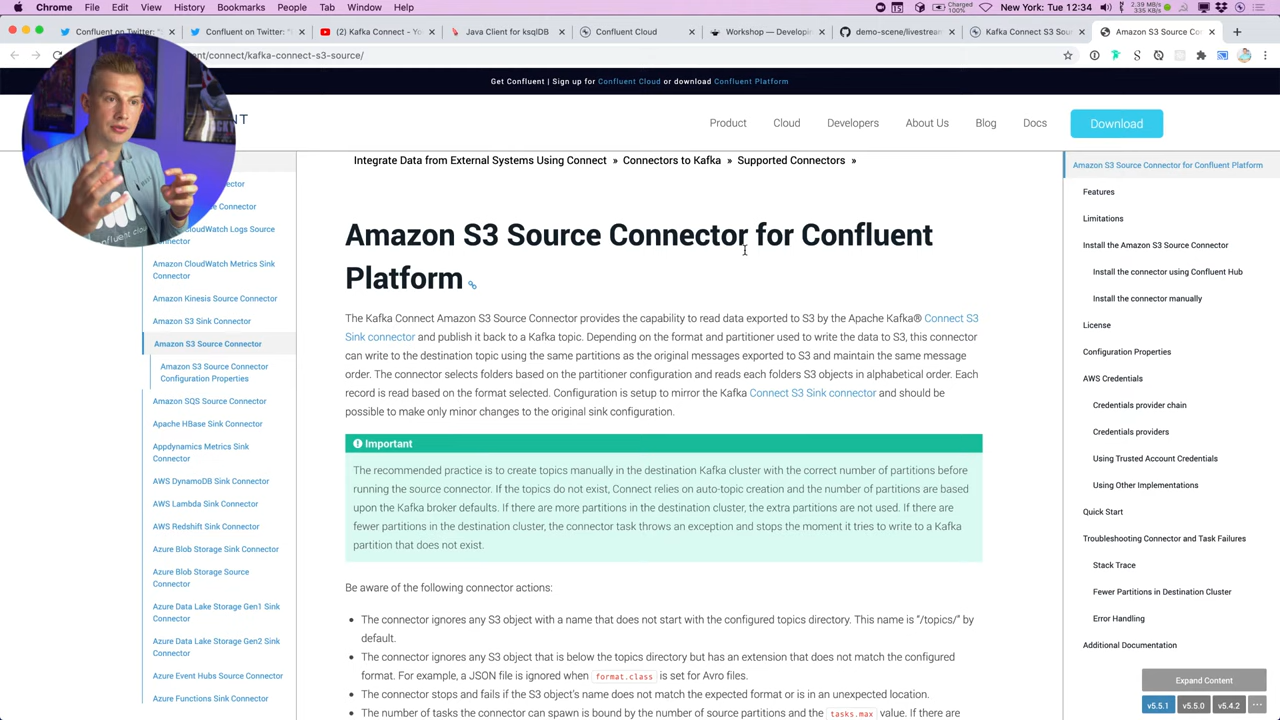 Chrome File Edit View History Bookmarks People Tab Window Help
Charged
100%
New York: Tue 12:34
2.39 MB/s
335 KB/s
Confluent on Twitter: "
Confluent on Twitter: "S
(2) Kafka Connect - Yo
Java Client for ksqlDB
Confluent Cloud
Workshop — Developi
demo-scene/livestream
Kafka Connect S3 Sour
Amazon S3 Source Co
ent/connect/kafka-connect-s3-source/
Get Confluent | Sign up for Confluent Cloud or download Confluent Platform
NT
Product Cloud Developers About Us Blog Docs Download
confluent cloud
Integrate Data from External Systems Using Connect » Connectors to Kafka » Supported Connectors »
CloudWatch Logs Source
Amazon CloudWatch Metrics Sink
Connector
Amazon Kinesis Source Connector
Amazon S3 Sink Connector
Amazon S3 Source Connector
Amazon S3 Source Connector
Configuration Properties
Amazon SQS Source Connector
Apache HBase Sink Connector
Appdynamics Metrics Sink
Connector
AWS DynamoDB Sink Connector
AWS Lambda Sink Connector
AWS Redshift Sink Connector
Azure Blob Storage Sink Connector
Azure Blob Storage Source
Connector
Azure Data Lake Storage Gen1 Sink
Connector
Azure Data Lake Storage Gen2 Sink
Connector
Azure Event Hubs Source Connector
Azure Functions Sink Connector
Amazon S3 Source Connector for Confluent
Platform
The Kafka Connect Amazon S3 Source Connector provides the capability to read data exported to S3 by the Apache Kafka® Connect S3
Sink connector and publish it back to a Kafka topic. Depending on the format and partitioner used to write the data to S3, this connector
can write to the destination topic using the same partitions as the original messages exported to S3 and maintain the same message
order. The connector selects folders based on the partitioner configuration and reads each folders S3 objects in alphabetical order. Each
record is read based on the format selected. Configuration is setup to mirror the Kafka Connect S3 Sink connector and should be
possible to make only minor changes to the original sink configuration.
Important
The recommended practice is to create topics manually in the destination Kafka cluster with the correct number of partitions before
running the source connector. If the topics do not exist, Connect relies on auto-topic creation and the number of partitions are based
upon the Kafka broker defaults. If there are more partitions in the destination cluster, the extra partitions are not used. If there are
fewer partitions in the destination cluster, the connector task throws an exception and stops the moment it tries to write to a Kafka
partition that does not exist.
Be aware of the following connector actions:
• The connector ignores any S3 object with a name that does not start with the configured topics directory. This name is "/topics/" by
default.
• The connector ignores any S3 object that is below the topics directory but has an extension that does not match the configured
format. For example, a JSON file is ignored when format.class is set for Avro files.
• The connector stops and fails if the S3 object's name does not match the expected format or is in an unexpected location.
• The number of tasks the connector can spawn is bound by the number of source partitions and the tasks.max value. If there are
Amazon S3 Source Connector for Confluent Platform
Features
Limitations
Install the Amazon S3 Source Connector
Install the connector using Confluent Hub
Install the connector manually
License
Configuration Properties
AWS Credentials
Credentials provider chain
Credentials providers
Using Trusted Account Credentials
Using Other Implementations
Quick Start
Troubleshooting Connector and Task Failures
Stack Trace
Fewer Partitions in Destination Cluster
Error Handling
Additional Documentation
Expand Content
v5.5.1 v5.5.0 v5.4.2 ...